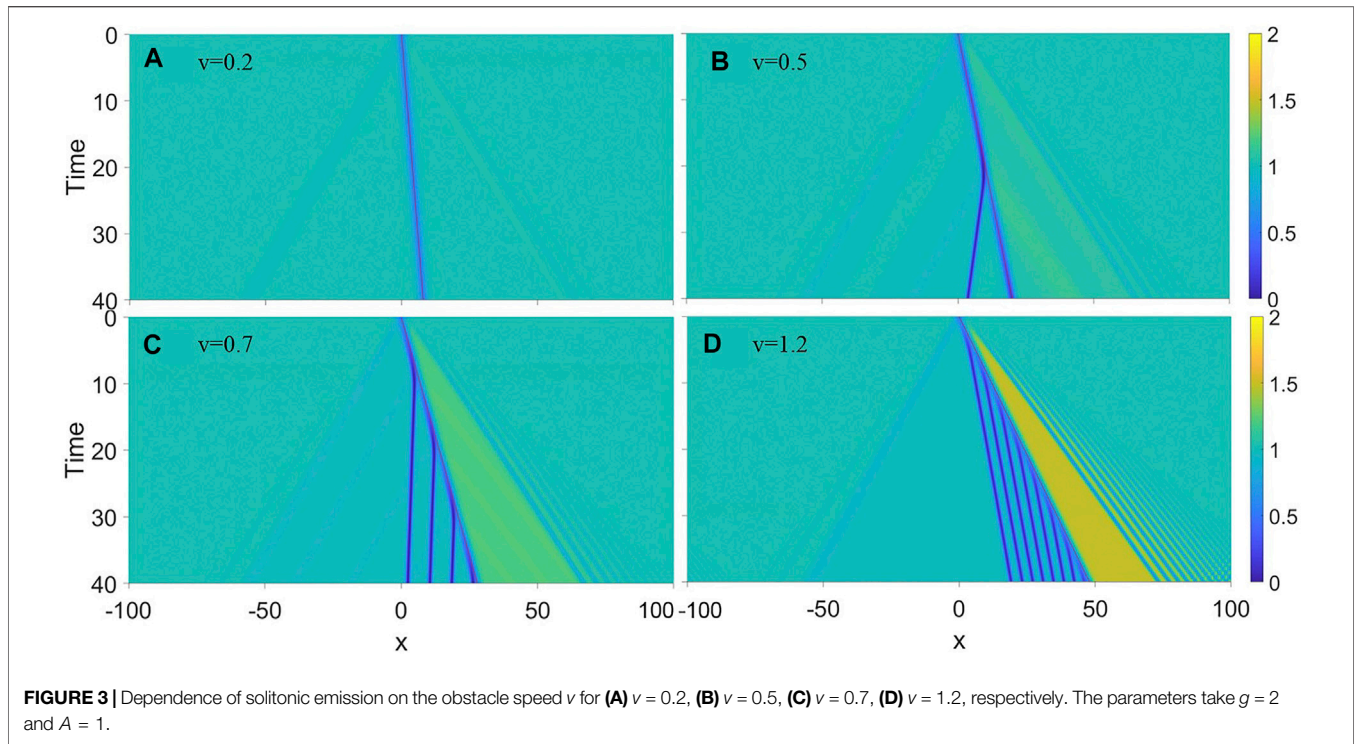 A v=0.2
B v=0.5
0
10
20
30
40
Time
2
1.5
1
0.5
0
C v=0.7
D v=1.2
0
10
20
30
40
Time
2
1.5
1
0.5
0
-100 -50 0 50 100
-100 -50 0 50 100
x
x
FIGURE 3 | Dependence of solitonic emission on the obstacle speed v for (A) v = 0.2, (B) v = 0.5, (C) v = 0.7, (D) v = 1.2, respectively. The parameters take g = 2
and A = 1.